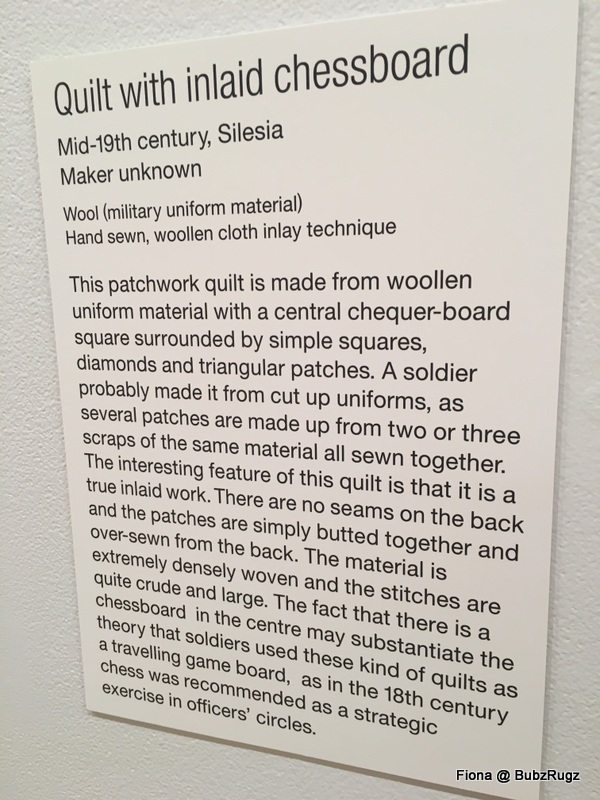 Quilt with inlaid chessboard
Mid-19th century, Silesia
Maker unknown
Wool (military uniform material)
Hand sewn, woollen cloth inlay technique
This patchwork quilt is made from woollen
uniform material with a central chequer-board
square surrounded by simple squares,
diamonds and triangular patches. A soldier
probably made it from cut up uniforms, as
several patches are made up from two or three
scraps of the same material all sewn together.
The interesting feature of this quilt is that it is a
true inlaid work. There are no seams on the back
and the patches are simply butted together and
over-sewn from the back. The material is
extremely densely woven and the stitches are
quite crude and large. The fact that there is a
chessboard in the centre may substantiate the
theory that soldiers used these kind of quilts as
a travelling game board, as in the 18th century
chess was recommended as a strategic
exercise in officers' circles.
Fiona @ BubzRugz